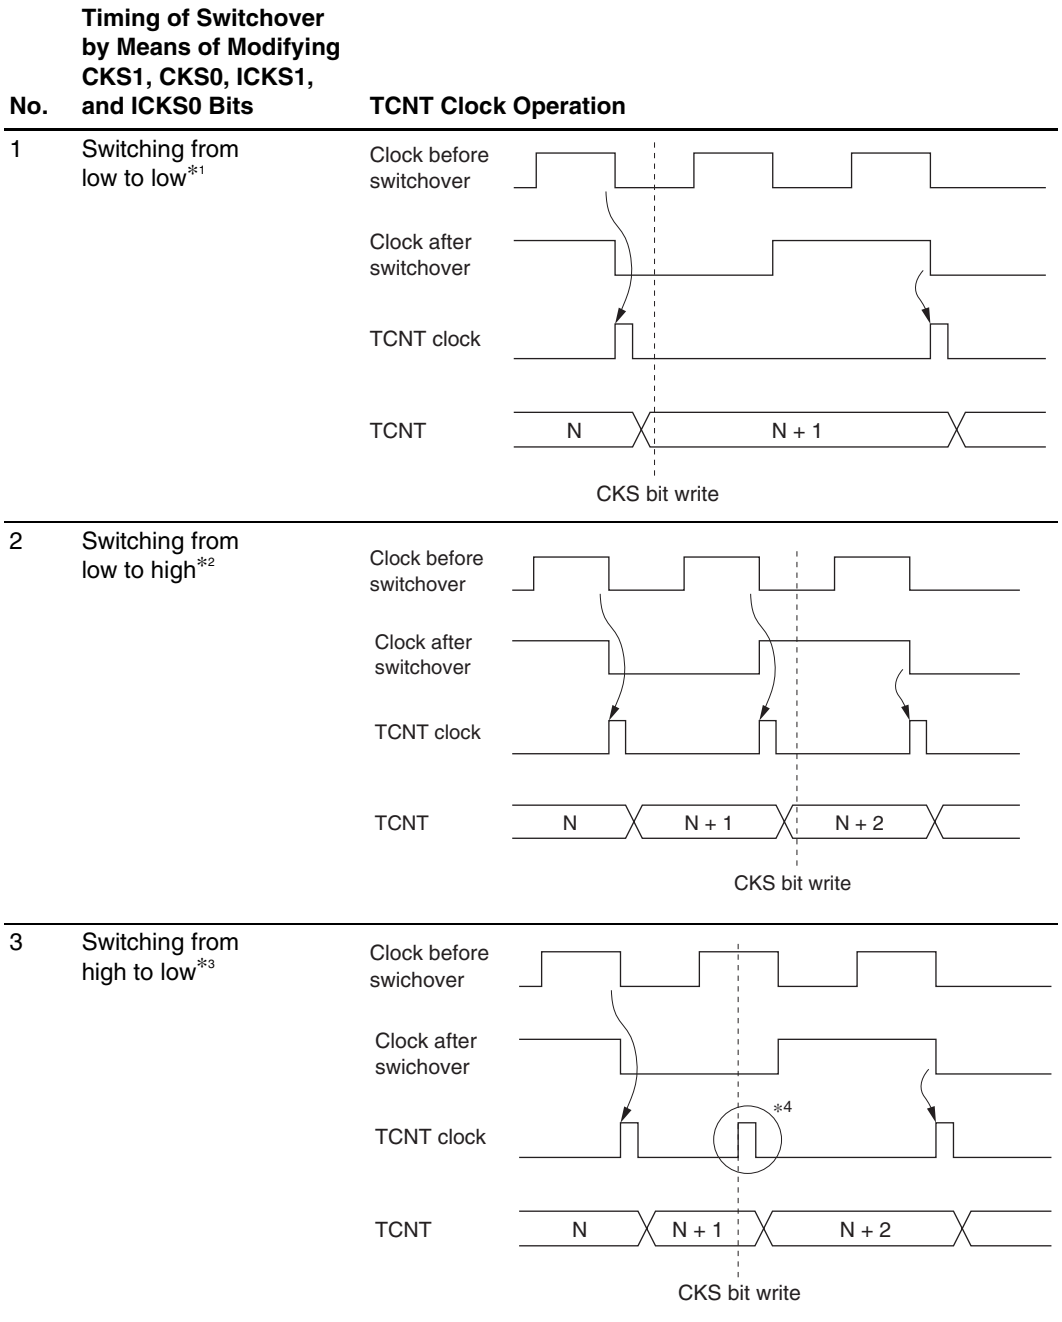 No.
Timing of Switchover
by Means of Modifying
CKS1, CKS0, ICKS1,
and ICKS0 Bits
TCNT Clock Operation
1
Switching from
low to low*1
Clock before
switchover
Clock after
switchover
TCNT clock
TCNT
N
N + 1
CKS bit write
2
Switching from
low to high*2
Clock before
switchover
Clock after
switchover
TCNT clock
TCNT
N
N + 1
N + 2
CKS bit write
3
Switching from
high to low*3
Clock before
swichover
Clock after
swichover
*4
TCNT clock
TCNT
N
N + 1
N + 2
CKS bit write